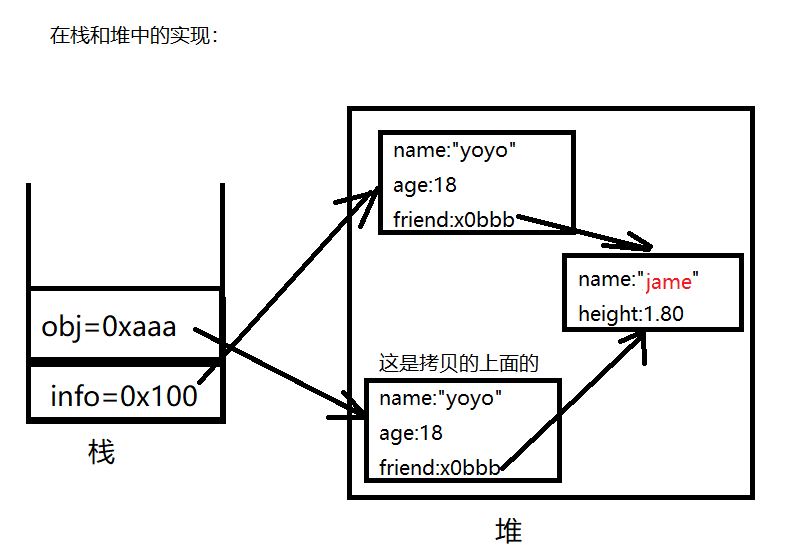 在栈和堆中的实现：
name:"yoyo"
age:18
friend:x0bbb
name:"jame"
height:1.80
obj=0xaaa
info=0x100
这是拷贝的上面的
name:"yoyo"
age:18
friend:x0bbb
栈
堆